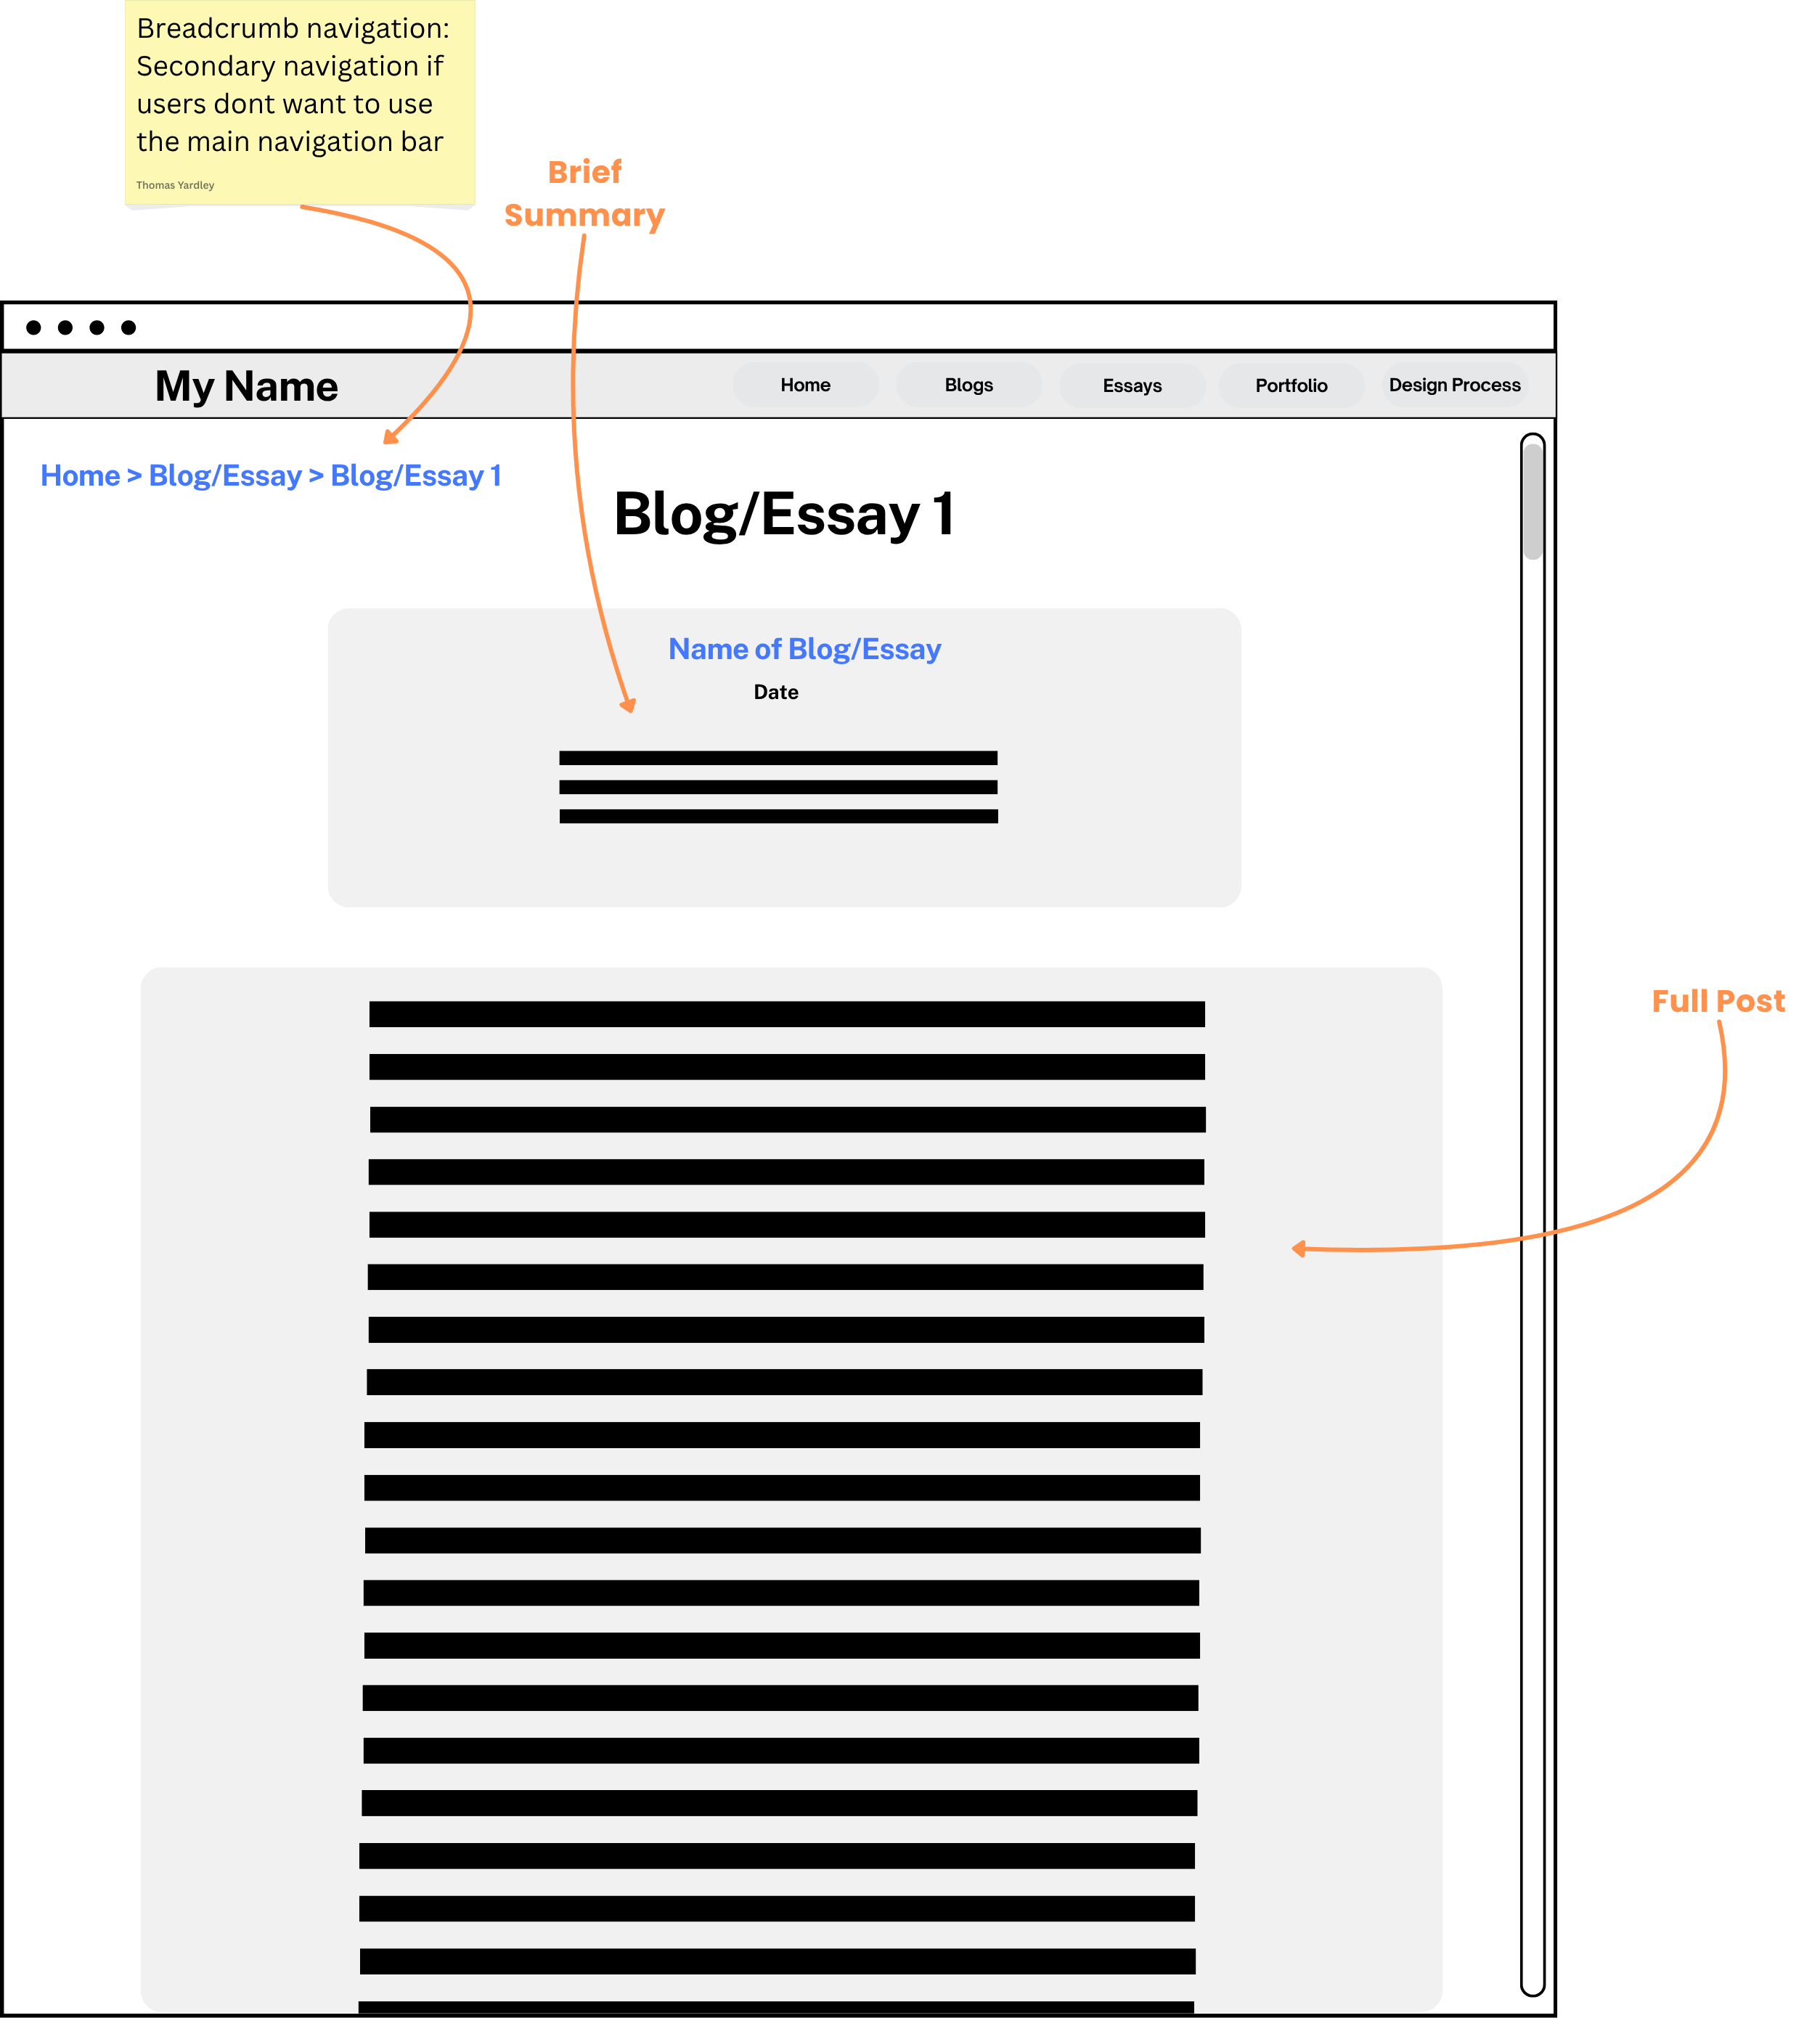 Breadcrumb navigation:
Secondary navigation if
users dont want to use
the main navigation bar
Thomas Yardley
Brief
Summary
My Name
Home
Blogs
Essays
Portfolio
Design Process
Home > Blog/Essay > Blog/Essay 1
Blog/Essay 1
Name of Blog/Essay
Date
Full Post